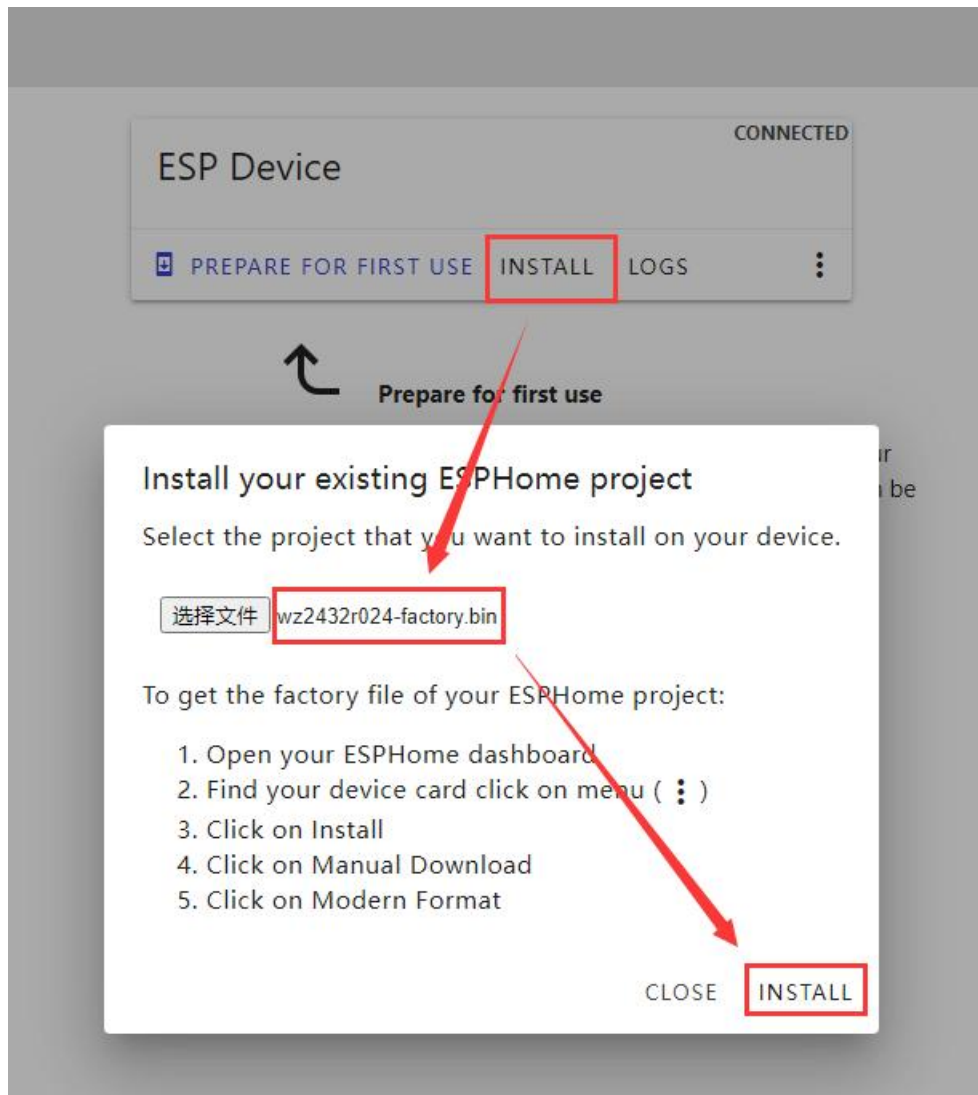 CONNECTED
ESP Device
PREPARE FOR FIRST USE INSTALL LOGS
Prepare for first use
ur
be
Install your existing ESPHome project
Select the project that you want to install on your device.
选择文件 wz2432r024-factory.bin
To get the factory file of your ESPHome project:
1. Open your ESPHome dashboard
2. Find your device card click on menu ( ⋮ )
3. Click on Install
4. Click on Manual Download
5. Click on Modern Format
CLOSE INSTALL